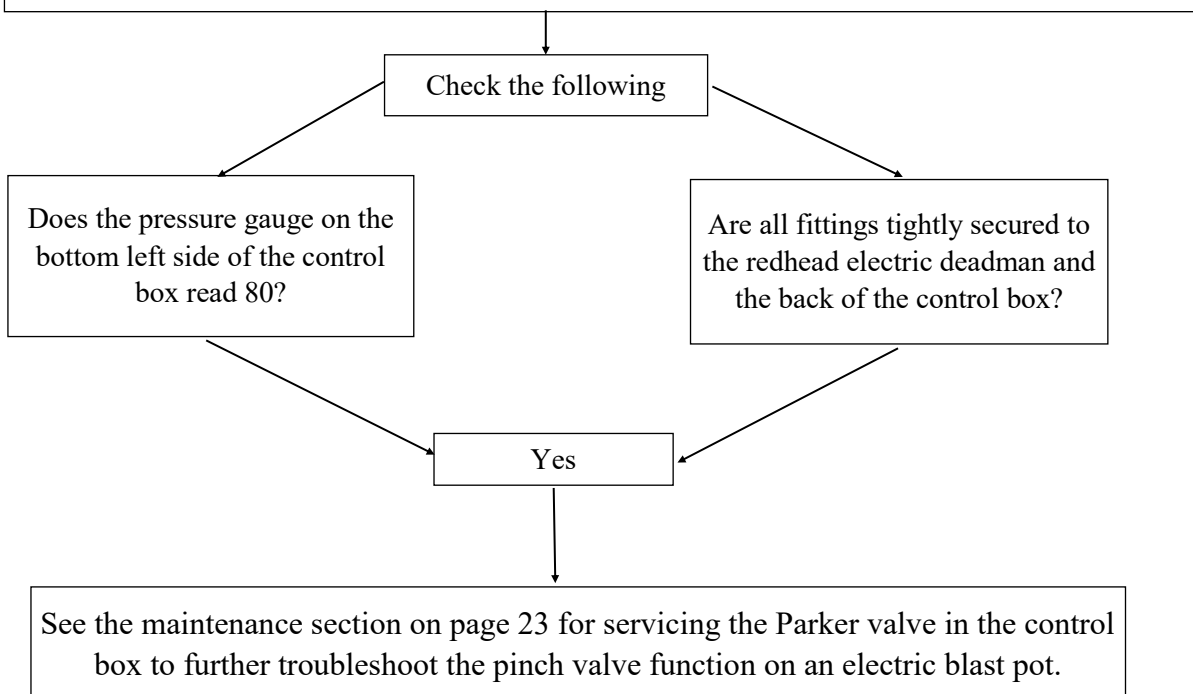 Check the following
Does the pressure gauge on the
bottom left side of the control
box read 80?
Are all fittings tightly secured to
the redhead electric deadman and
the back of the control box?
Yes
See the maintenance section on page 23 for servicing the Parker valve in the control
box to further troubleshoot the pinch valve function on an electric blast pot.